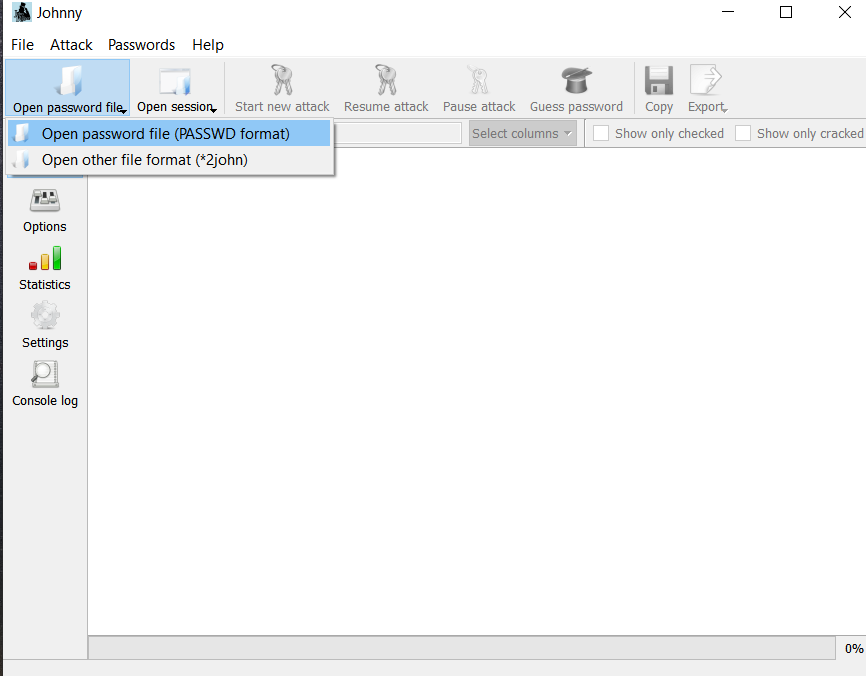 Johnny
File Attack Passwords Help
Open password file Open session Start new attack Resume attack Pause attack Guess password Copy Export
Open password file (PASSWD format)
Select columns Show only checked Show only cracked
Open other file format (*2john)
Options
Statistics
Settings
Console log
0%